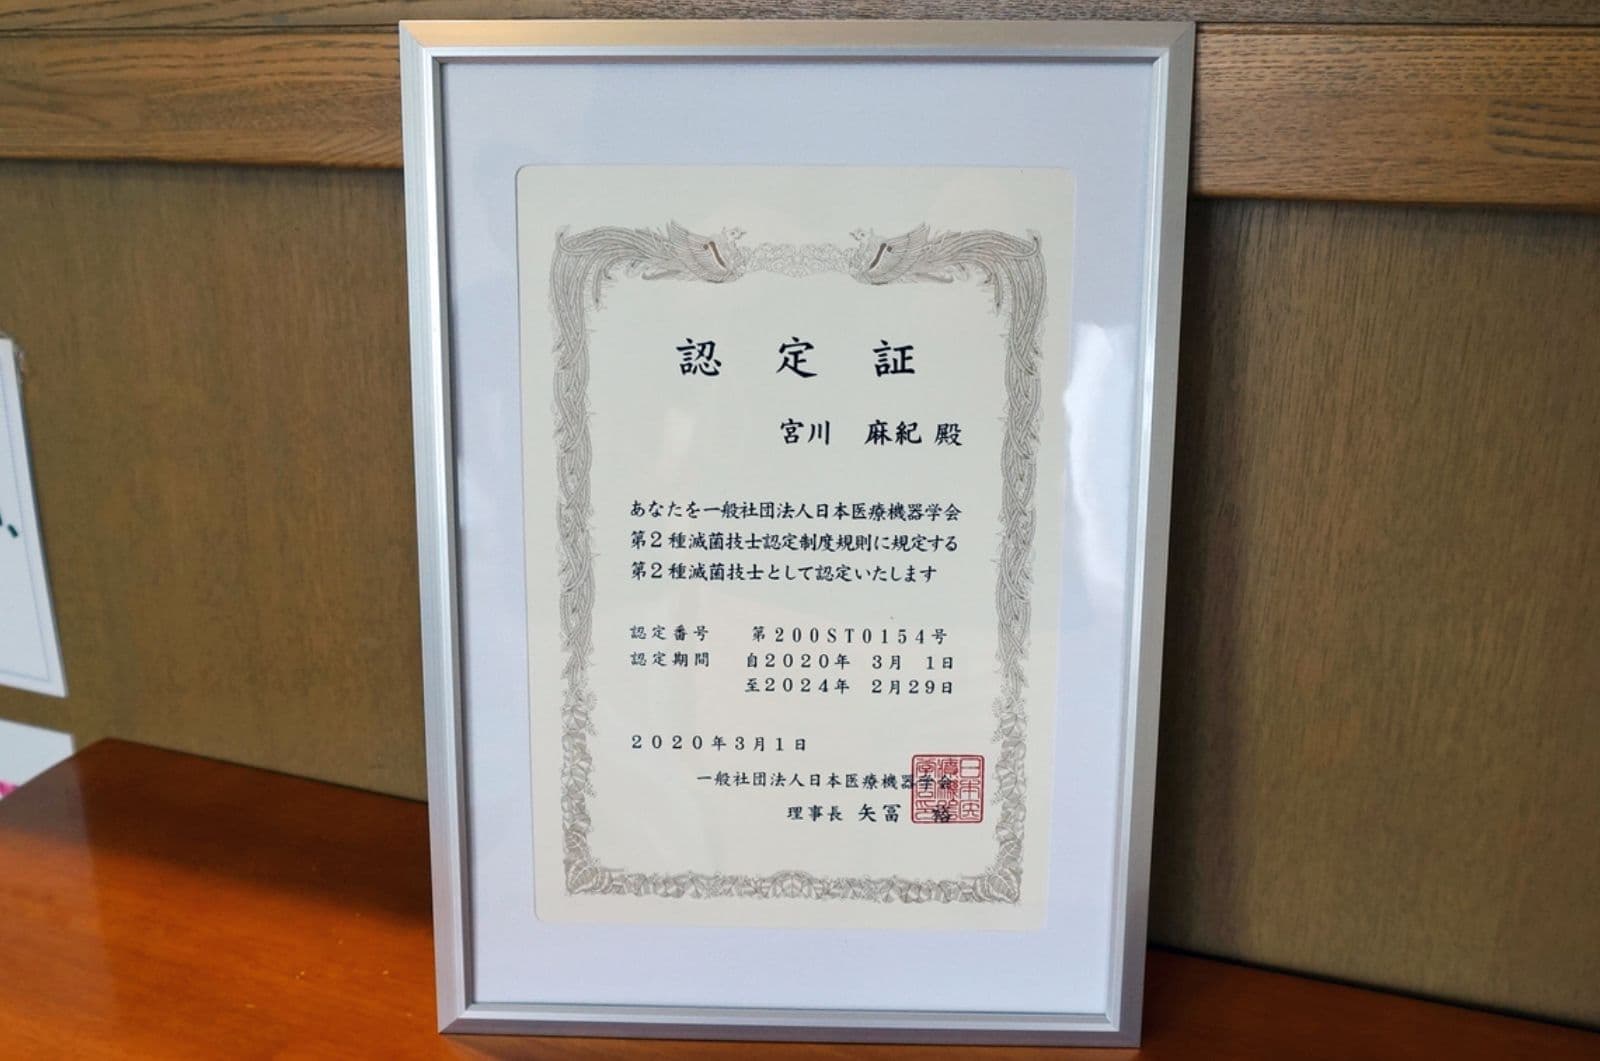 認定証
宮川 麻紀 殿
あなたを一般社団法人日本医療機器学会
第2種滅菌技士認定制度規則に規定する
第2種滅菌技士として認定いたします
認定番号 第200ST0154号
認定期間 自2020年 3月 1日
至2024年 2月29日
2020年3月1日
一般社団法人日本医療機器学会
理事長 矢冨 裕